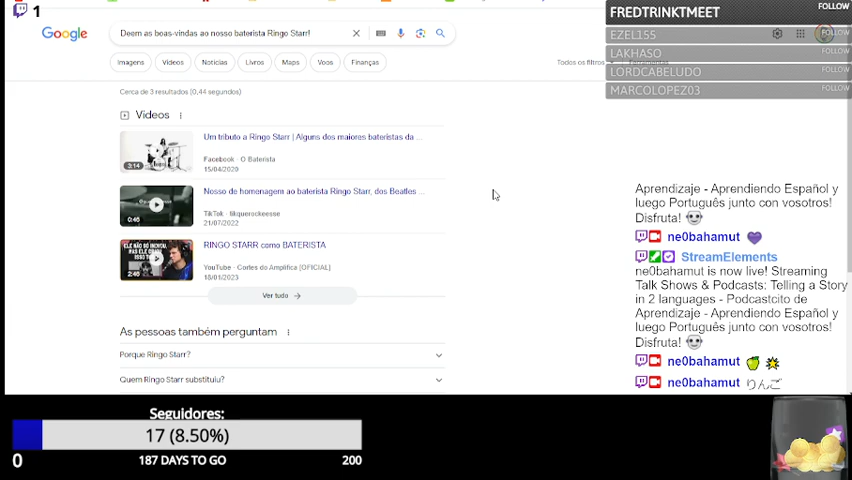 1
FREDTRINKTMEET FOLLOW
EZEL155 FOLLOW
LAKHASO FOLLOW
LORDCABELUDO FOLLOW
MARCOLOPEZ03 FOLLOW
Google
Deem as boas-vindas ao nosso baterista Ringo Starr!
Imagens Vídeos Notícias Livros Maps Voos Finanças Todos os filtros
Cerca de 3 resultados (0,44 segundos)
Vídeos
Um tributo a Ringo Starr | Alguns dos maiores bateristas da ...
Facebook · O Baterista
15/04/2020
3:14
Nosso de homenagem ao baterista Ringo Starr, dos Beatles ...
TikTok · tikquerockeesse
21/07/2022
0:46
RINGO STARR como BATERISTA
YouTube · Cortes do Amplifica [OFICIAL]
18/01/2023
ELE NÃO SÓ INOVOU,
2:46
Ver tudo
As pessoas também perguntam
Porque Ringo Starr?
Quem Ringo Starr substituiu?
Aprendizaje - Aprendiendo Español y
luego Português junto con vosotros!
Disfruta!
ne0bahamut
StreamElements
ne0bahamut is now live! Streaming
Talk Shows & Podcasts: Telling a Story
in 2 languages - Podcastcito de
Aprendizaje - Aprendiendo Español y
luego Português junto con vosotros!
Disfruta!
ne0bahamut
ne0bahamut りんご
Seguidores:
17 (8.50%)
0 187 DAYS TO GO 200